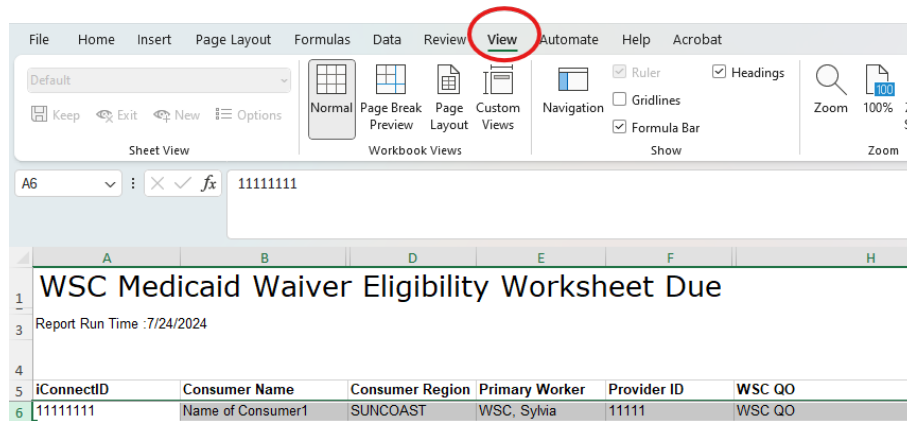 File Home Insert Page Layout Formulas Data Review View Automate Help Acrobat
Default
Keep Exit New Options
Sheet View
Normal Page Break Preview Page Layout Custom Views
Workbook Views
Navigation
Ruler
Gridlines
Formula Bar
Headings
Show
Zoom 100%
100
Zoom
A6 fx 11111111
A B D E F H
1 WSC Medicaid Waiver Eligibility Worksheet Due
3 Report Run Time :7/24/2024
4
5 iConnectID Consumer Name Consumer Region Primary Worker Provider ID WSC QO
6 11111111 Name of Consumer1 SUNCOAST WSC, Sylvia 11111 WSC QO